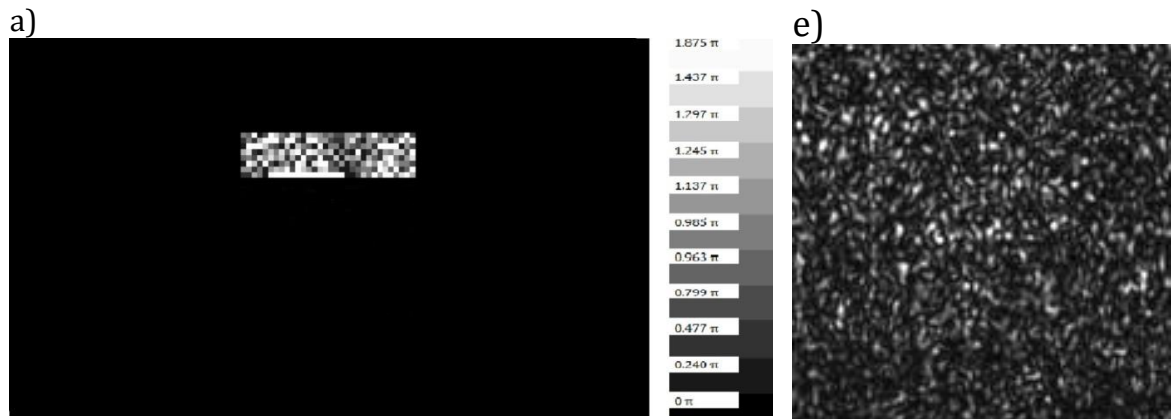 a)
e)
1.875 π
1.437 π
1.297 π
1.245 π
1.137 π
0.985 π
0.963 π
0.799 π
0.477 π
0.240 π
0 π